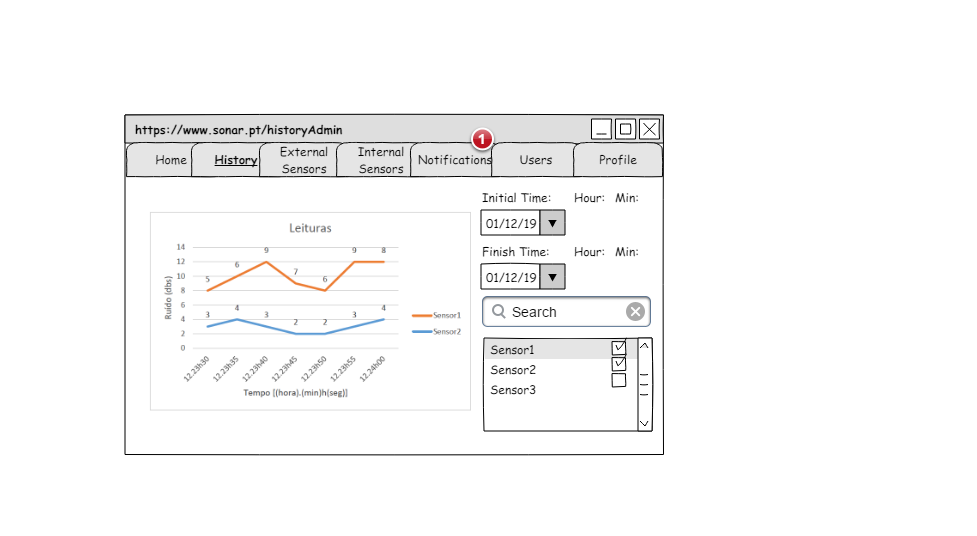 https://www.sonar.pt/historyAdmin
1
Home
History
External
Sensors
Internal
Sensors
Notifications
Users
Profile
Initial Time: Hour: Min:
01/12/19
Finish Time: Hour: Min:
01/12/19
Search
Sensor1
Sensor2
Sensor3
Leituras
Ruído (dbs)
14
12
10
8
6
4
2
0
5 6 9 7 6 9 8
3 4 3 2 2 3 4
12.23h30 12.23h35 12.23h40 12.23h45 12.23h50 12.23h55 12.24h00
Tempo [(hora).(min)h(seg)]
Sensor1
Sensor2